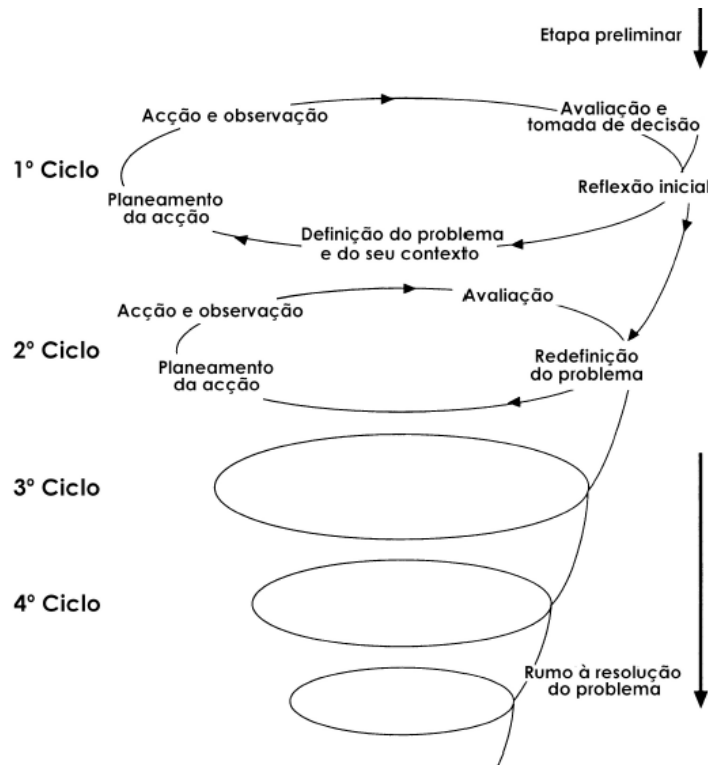 Etapa preliminar
Acção e observação
Avaliação e
tomada de decisão
1º Ciclo
Reflexão inicial
Planeamento
da acção
Definição do problema
e do seu contexto
Acção e observação
Avaliação
2º Ciclo
Planeamento
da acção
Redefinição
do problema
3º Ciclo
4º Ciclo
Rumo à resolução
do problema